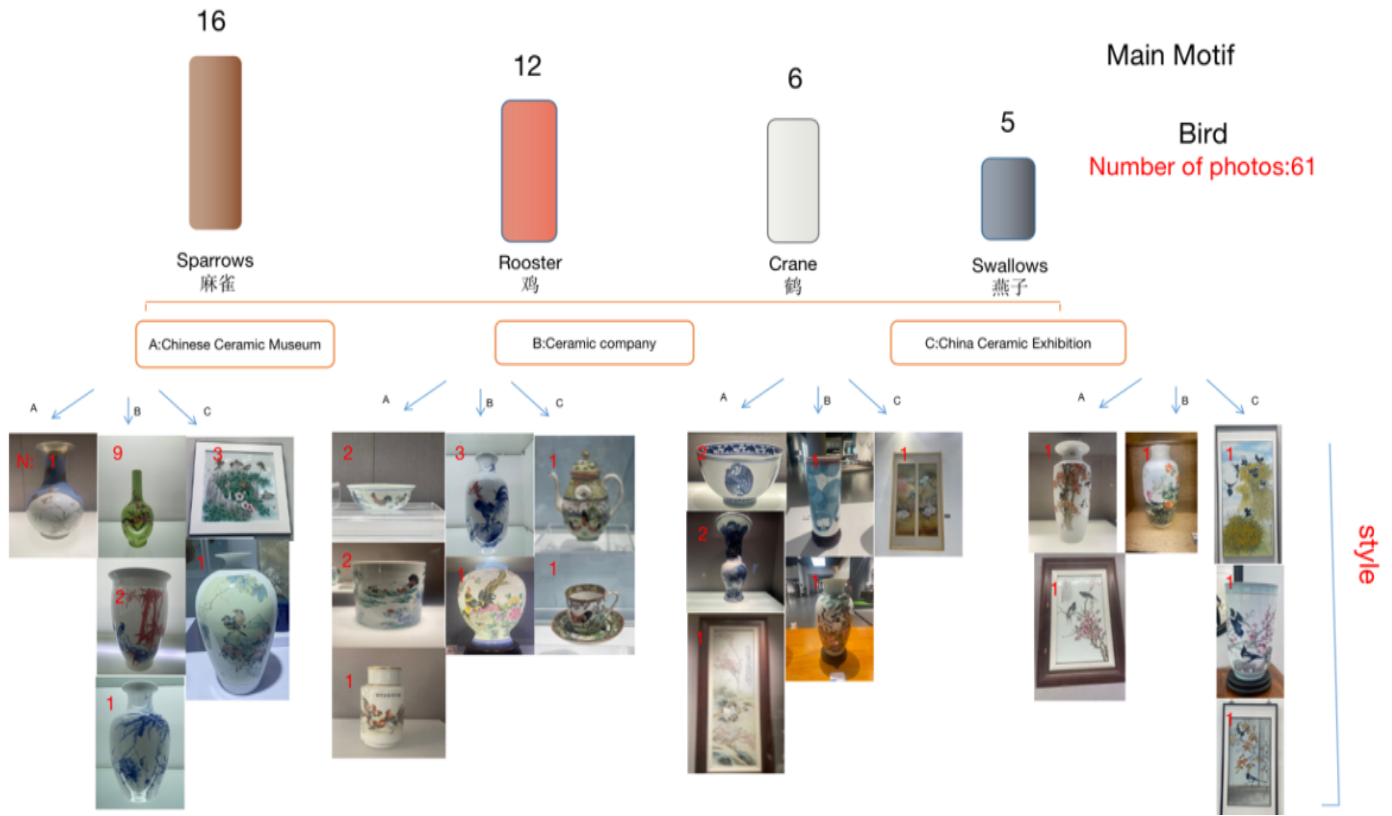 16
12
6
5
Main Motif
Bird
Number of photos:61
Sparrows
麻雀
Rooster
鸡
Crane
鹤
Swallows
燕子
A:Chinese Ceramic Museum
B:Ceramic company
C:China Ceramic Exhibition
A
B
C
A
B
C
A
B
C
A
B
C
N: 1
9
3
2
1
1
2
3
1
2
1
1
1
2
1
1
2
1
1
1
1
1
1
1
1
style